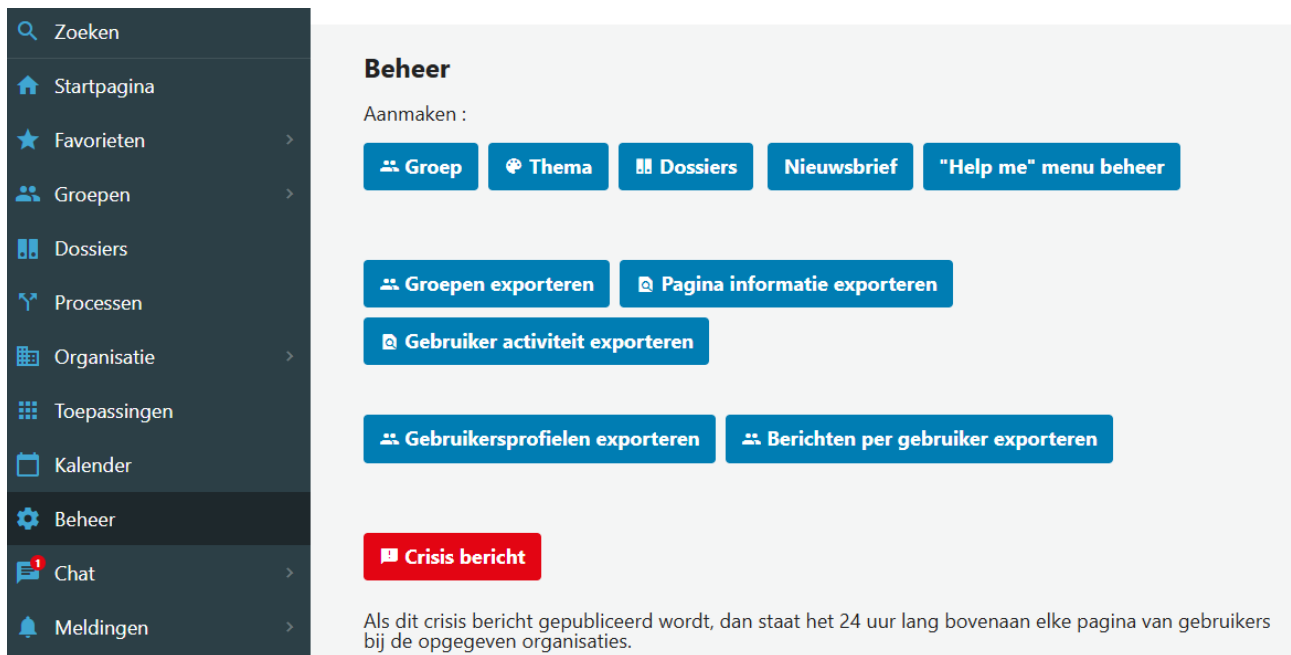 Zoeken
Startpagina
Favorieten
Groepen
Dossiers
Processen
Organisatie
Toepassingen
Kalender
Beheer
1
Chat
Meldingen
Beheer
Aanmaken :
Groep Thema Dossiers Nieuwsbrief "Help me" menu beheer
Groepen exporteren Pagina informatie exporteren
Gebruiker activiteit exporteren
Gebruikersprofielen exporteren Berichten per gebruiker exporteren
Crisis bericht
Als dit crisis bericht gepubliceerd wordt, dan staat het 24 uur lang bovenaan elke pagina van gebruikers
bij de opgegeven organisaties.